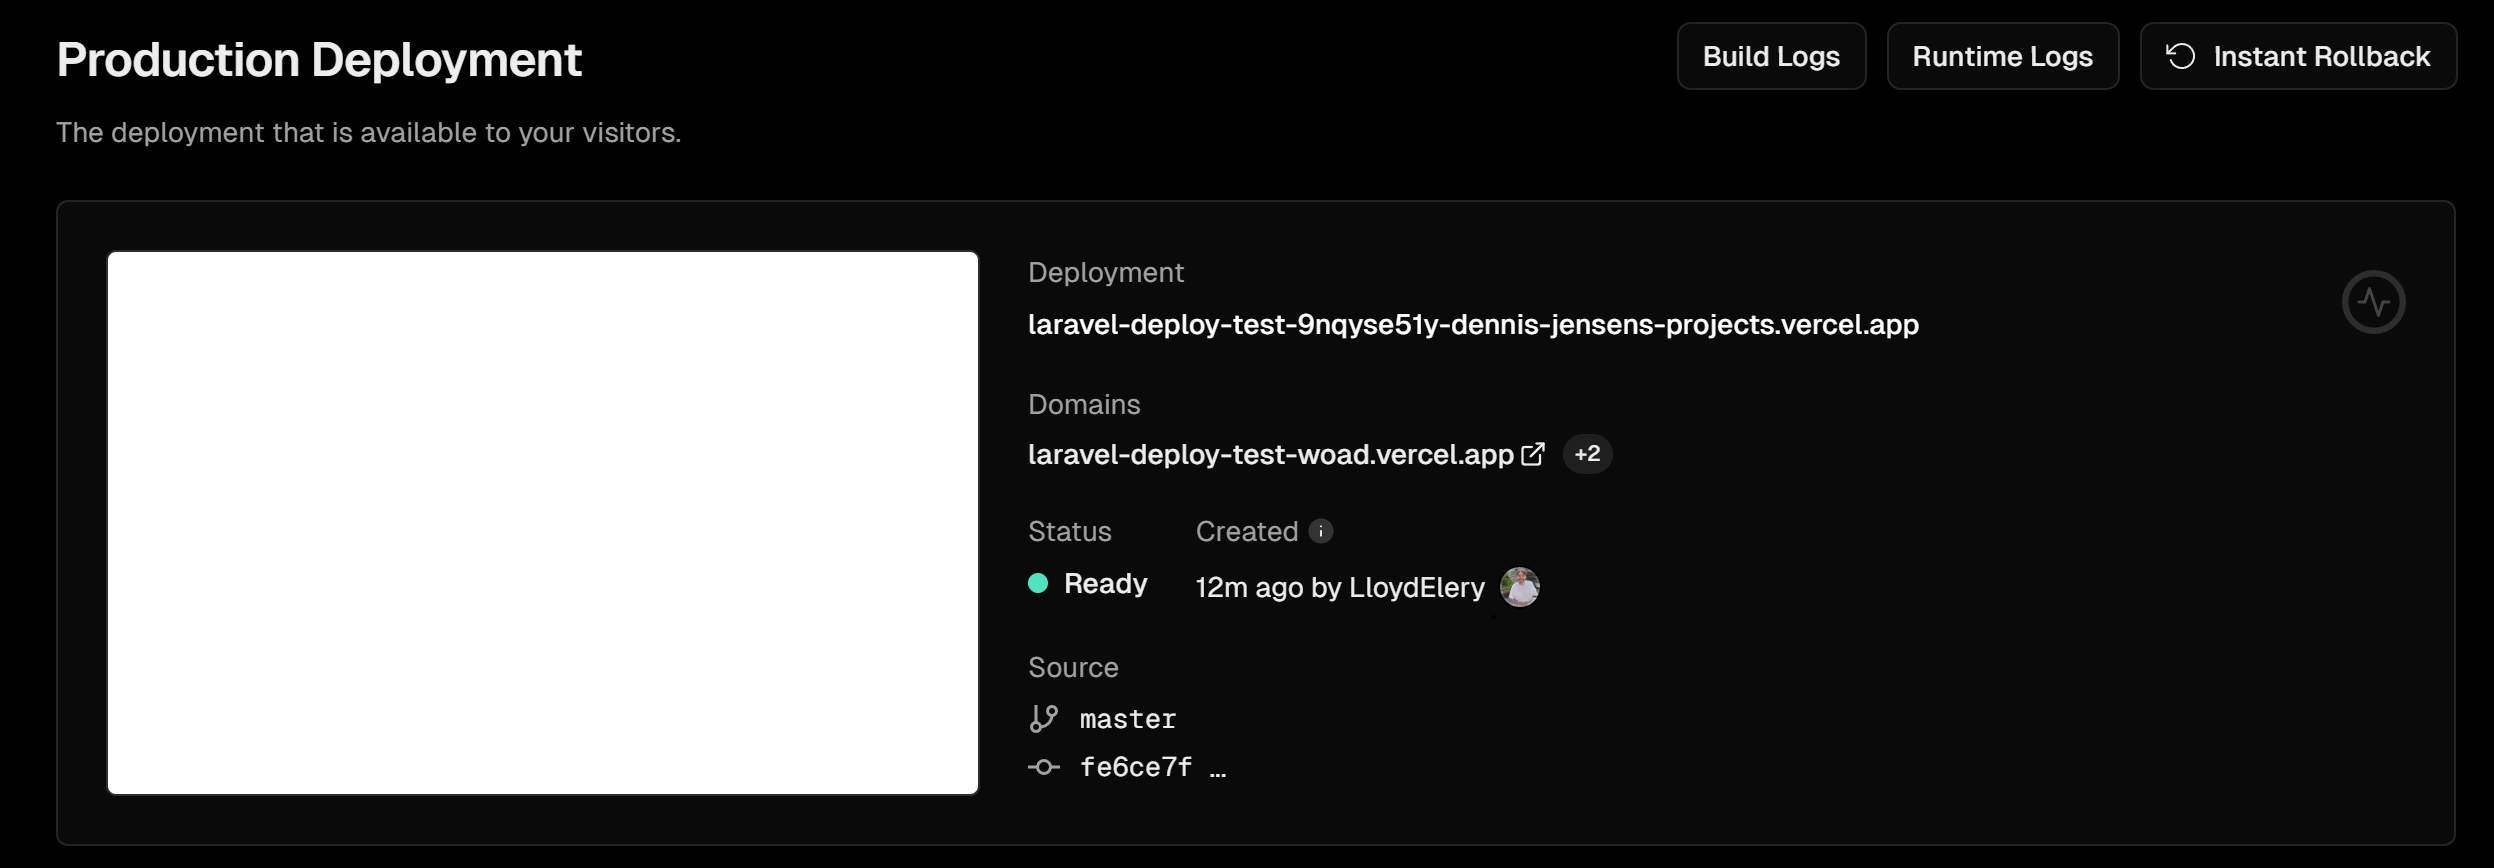 Production Deployment
Build Logs
Runtime Logs
Instant Rollback
The deployment that is available to your visitors.
Deployment
laravel-deploy-test-9nqyse51y-dennis-jensens-projects.vercel.app
Domains
laravel-deploy-test-woad.vercel.app +2
Status
Created
Ready
12m ago by LloydElery
Source
master
fe6ce7f …